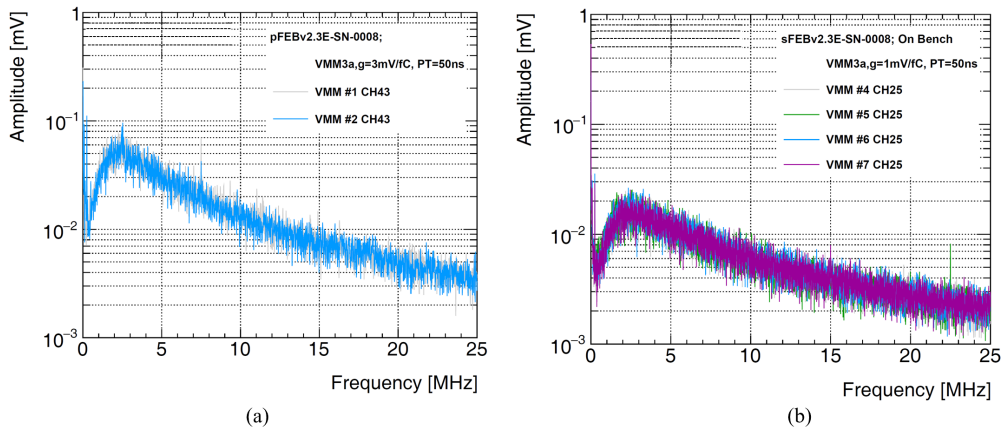 Amplitude [mV]
1
10⁻¹
10⁻²
10⁻³
pFEBv2.3E-SN-0008;
VMM3a,g=3mV/fC, PT=50ns
VMM #1 CH43
VMM #2 CH43
0 5 10 15 20 25
Frequency [MHz]
(a)
Amplitude [mV]
1
10⁻¹
10⁻²
10⁻³
sFEBv2.3E-SN-0008; On Bench
VMM3a,g=1mV/fC, PT=50ns
VMM #4 CH25
VMM #5 CH25
VMM #6 CH25
VMM #7 CH25
0 5 10 15 20 25
Frequency [MHz]
(b)